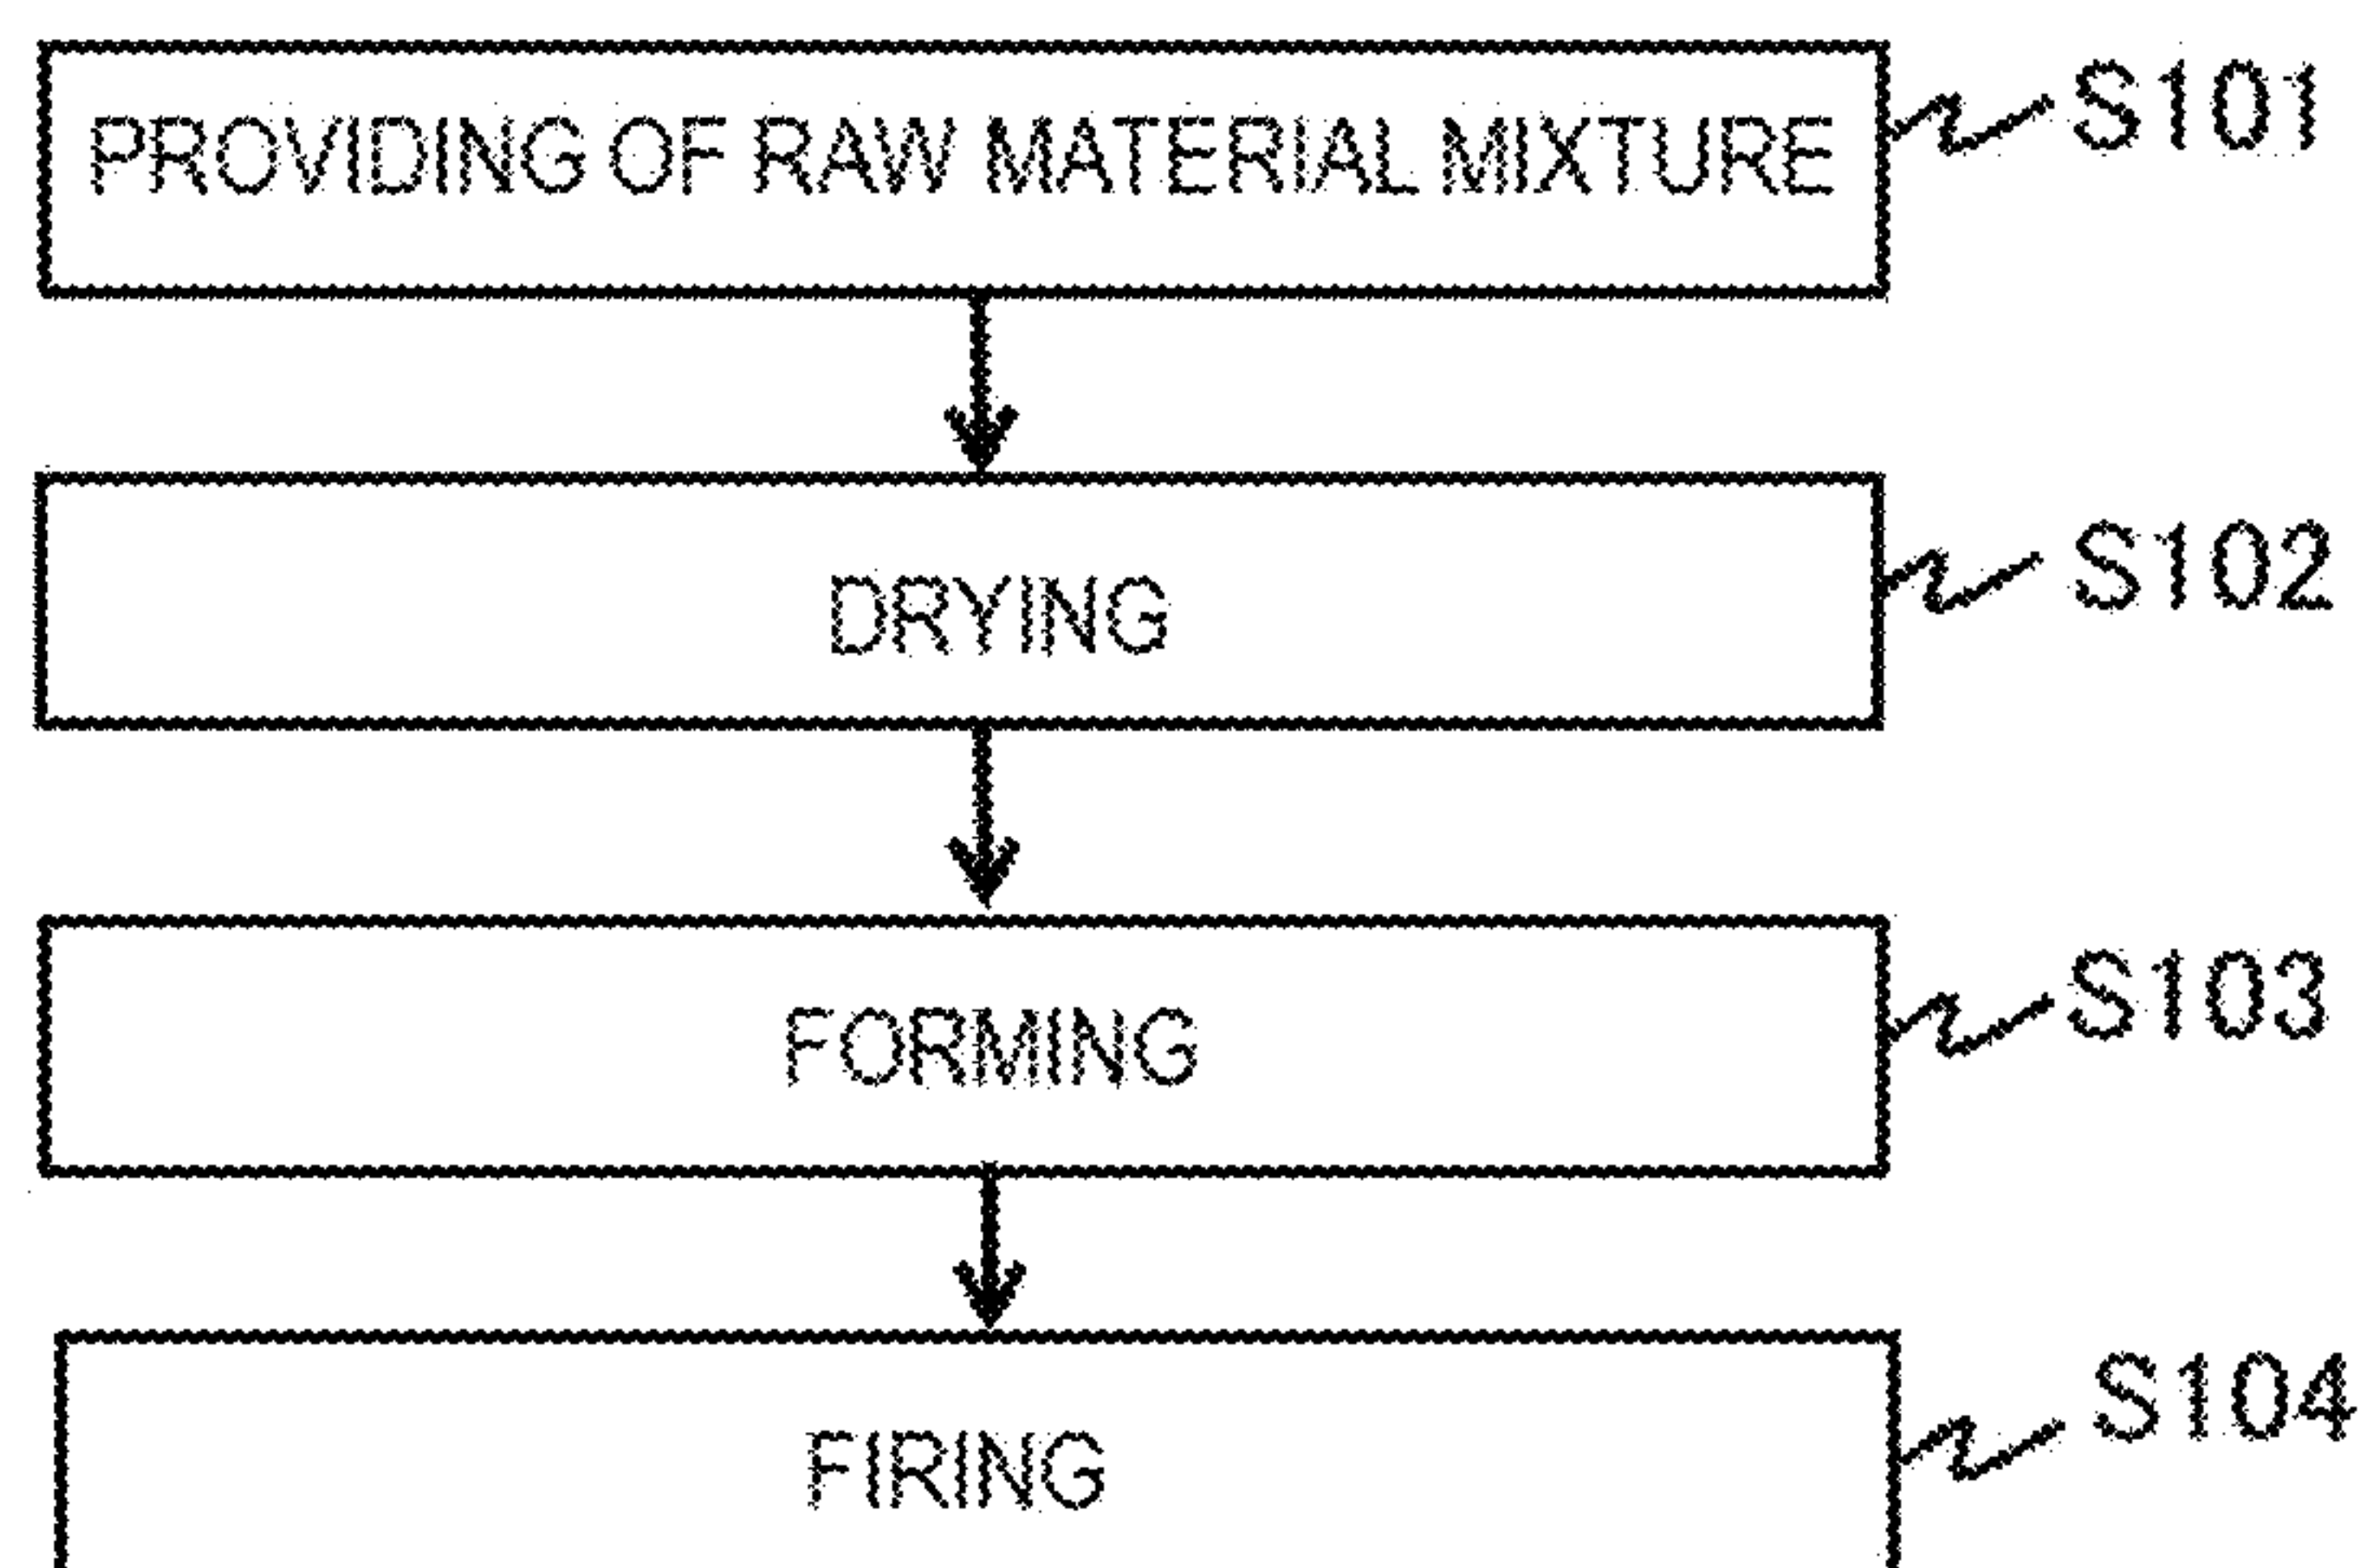 PROVIDING OF RAW MATERIAL MIXTURE S101
DRYING S102
FORMING S103
FIRING S104